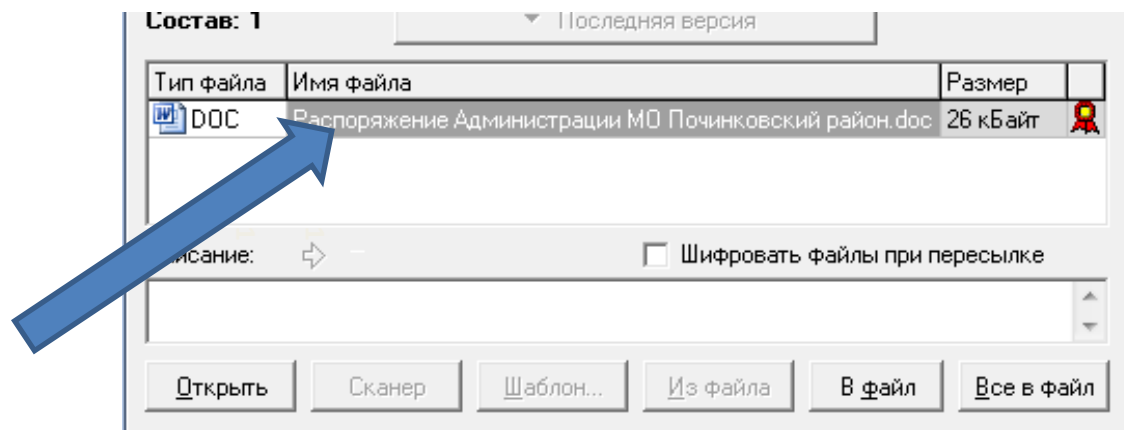 Состав: 1
Последняя версия
Тип файла Имя файла Размер
DOC Распоряжение Администрации МО Починковский район.doc 26 кБайт
Шифровать файлы при пересылке
Открыть Сканер Шаблон... Из файла В файл Все в файл